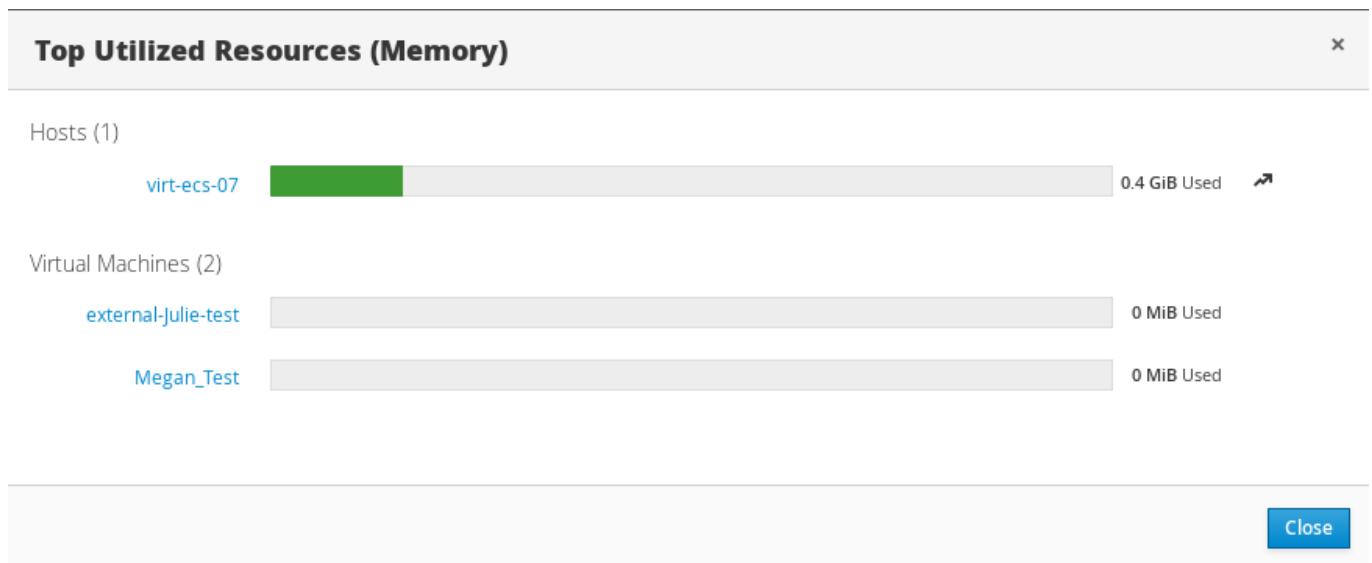 Top Utilized Resources (Memory) ×
Hosts (1)
virt-ecs-07 0.4 GiB Used
Virtual Machines (2)
external-Julie-test 0 MiB Used
Megan_Test 0 MiB Used
Close